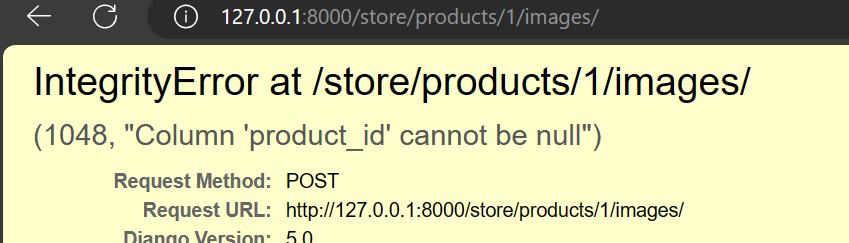 127.0.0.1:8000/store/products/1/images/
IntegrityError at /store/products/1/images/
(1048, "Column 'product_id' cannot be null")
Request Method: POST
Request URL: http://127.0.0.1:8000/store/products/1/images/
Django Version: 5.0